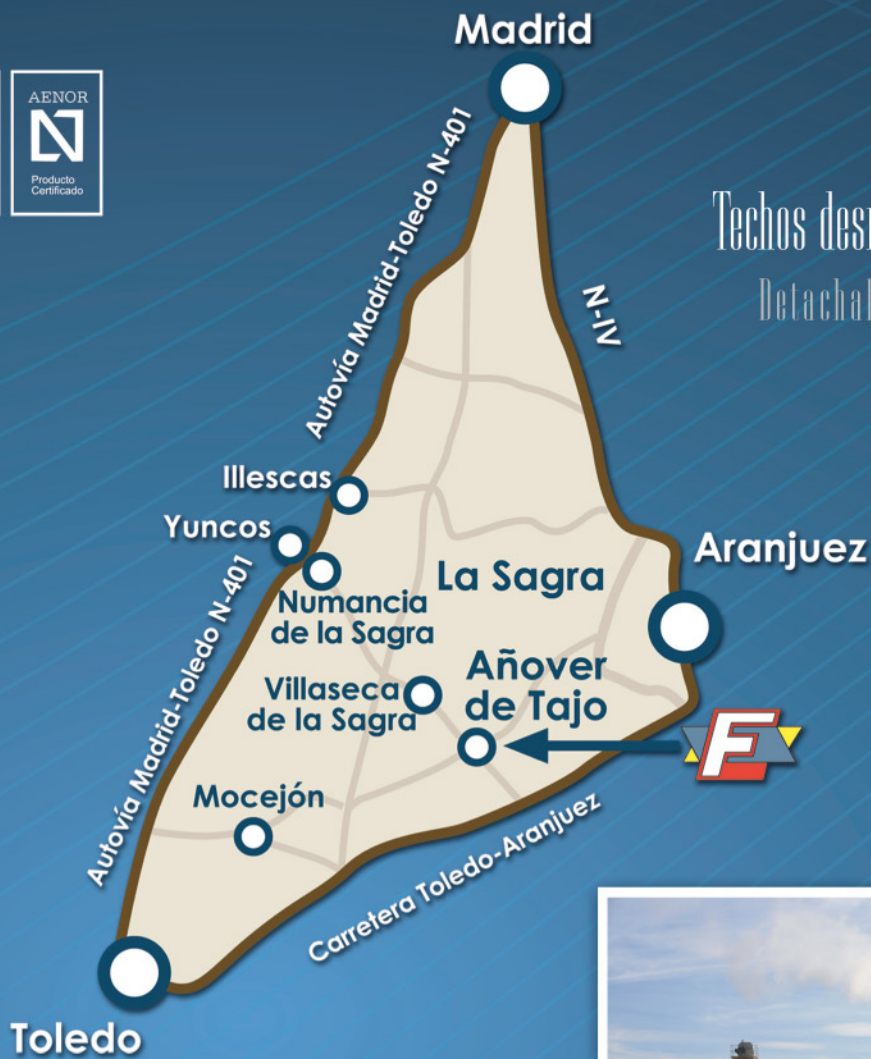 Madrid
AENOR
Producto
Certificado
Autovía Madrid-Toledo N-401
Techos
N-IV
Illescas
Yuncos
Aranjuez
La Sagra
Numancia
de la Sagra
Autovía Madrid-Toledo N-401
Añover
de Tajo
Villaseca
de la Sagra
F
Mocejón
Carretera Toledo-Aranjuez
Toledo